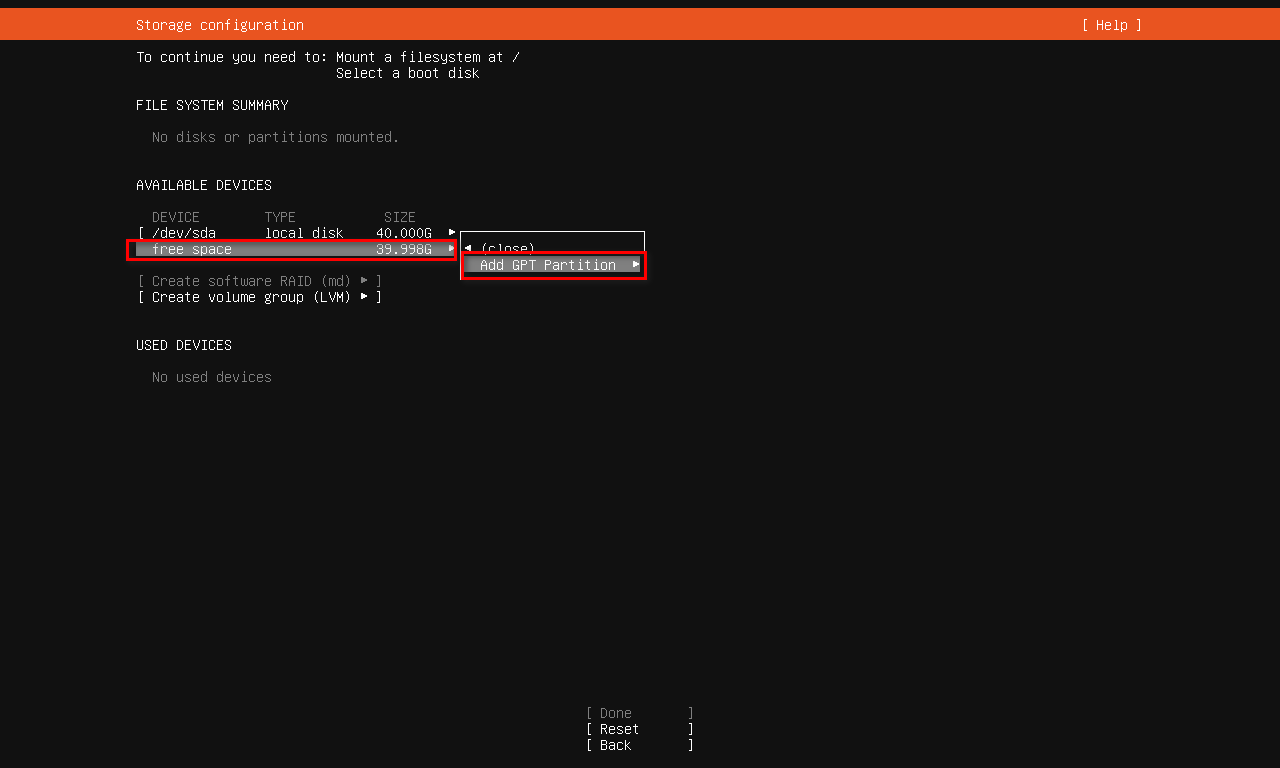 Storage configuration [ Help ]
To continue you need to: Mount a filesystem at /
Select a boot disk
FILE SYSTEM SUMMARY
No disks or partitions mounted.
AVAILABLE DEVICES
DEVICE TYPE SIZE
[ /dev/sda local disk 40.000G ▸
free space 39.998G ▸
◂ (close)
Add GPT Partition ▸
[ Create software RAID (md) ▸ ]
[ Create volume group (LVM) ▸ ]
USED DEVICES
No used devices
[ Done ]
[ Reset ]
[ Back ]